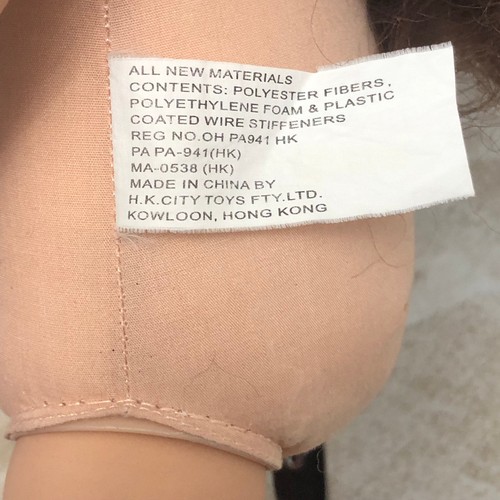 ALL NEW MATERIALS
CONTENTS: POLYESTER FIBERS,
POLYETHYLENE FOAM & PLASTIC
COATED WIRE STIFFENERS
REG NO.OH PA941 HK
PA PA-941(HK)
MA-0538 (HK)
MADE IN CHINA BY
H.K.CITY TOYS FTY.LTD.
KOWLOON, HONG KONG